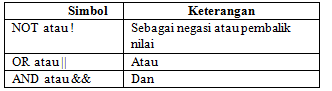 Simbol Keterangan
NOT atau ! Sebagai negasi atau pembalik
nilai
OR atau || Atau
AND atau && Dan